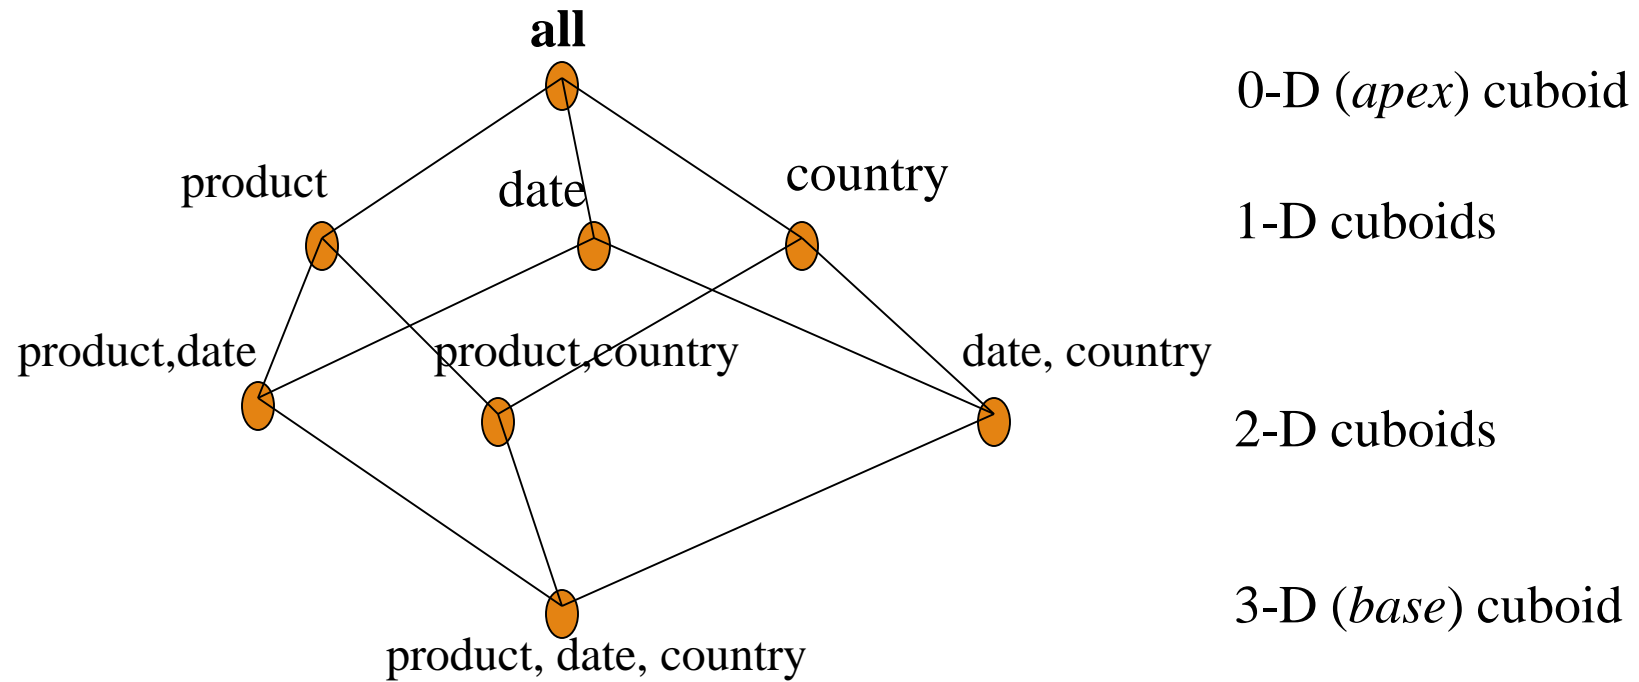 all
0-D (apex) cuboid
product
date
country
1-D cuboids
product,date
product,country
date, country
2-D cuboids
3-D (base) cuboid
product, date, country